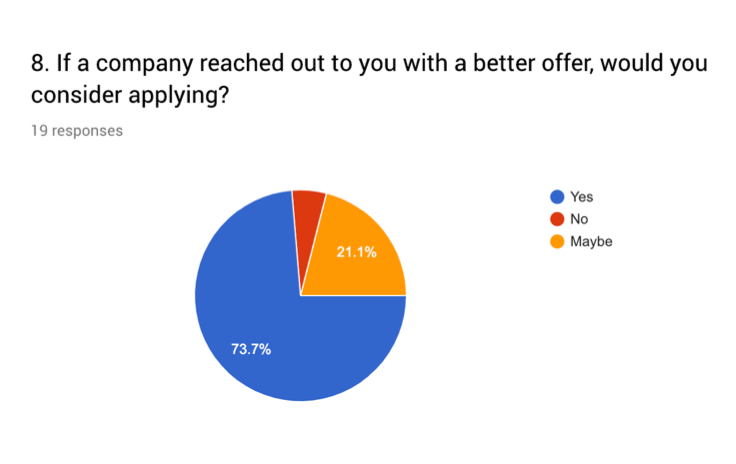 8. If a company reached out to you with a better offer, would you
consider applying?
19 responses
Yes
No
Maybe
21.1%
73.7%